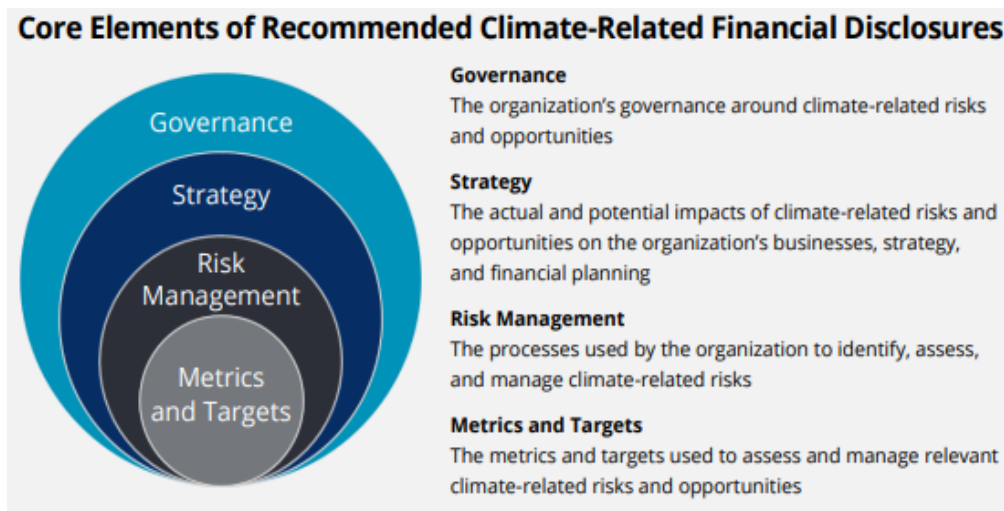 Core Elements of Recommended Climate-Related Financial Disclosures
Governance
Strategy
Risk
Management
Metrics
and Targets
Governance
The organization’s governance around climate-related risks
and opportunities
Strategy
The actual and potential impacts of climate-related risks and
opportunities on the organization’s businesses, strategy,
and financial planning
Risk Management
The processes used by the organization to identify, assess,
and manage climate-related risks
Metrics and Targets
The metrics and targets used to assess and manage relevant
climate-related risks and opportunities